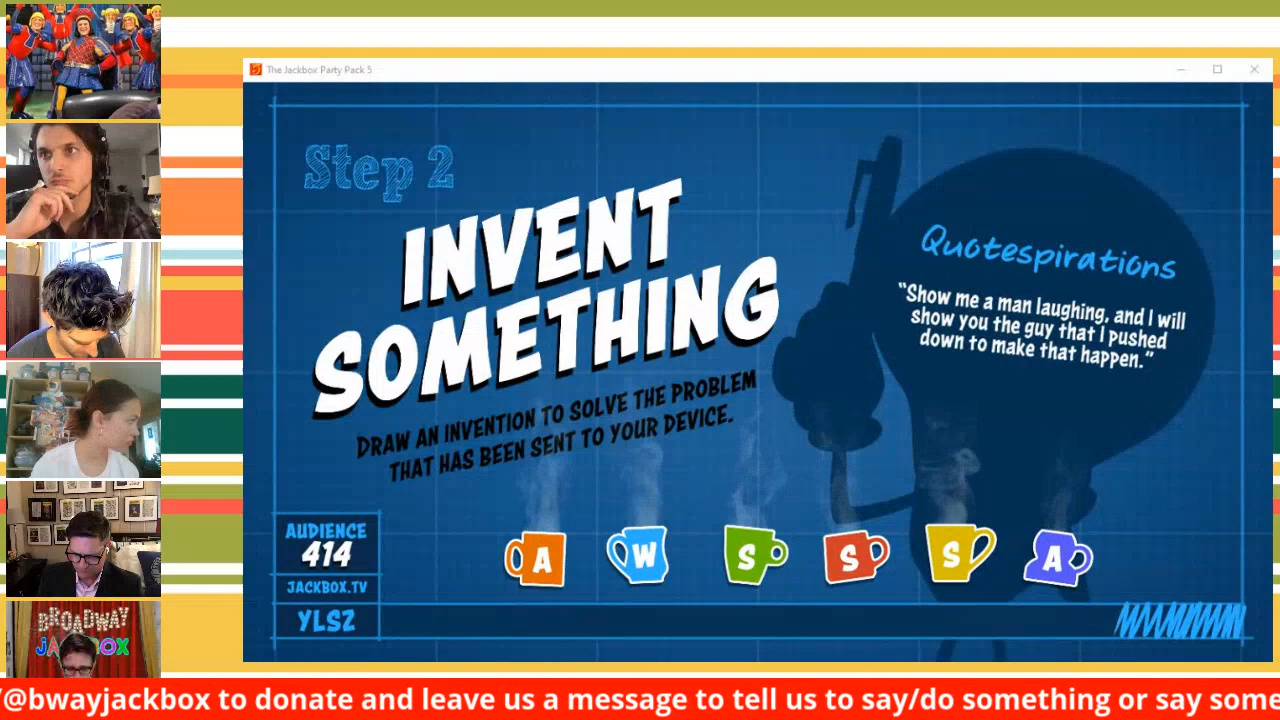 The Jackbox Party Pack 5
Step 2
INVENT
SOMETHING
DRAW AN INVENTION TO SOLVE THE PROBLEM
THAT HAS BEEN SENT TO YOUR DEVICE.
Quotespirations
"Show me a man laughing, and I will
show you the guy that I pushed
down to make that happen."
AUDIENCE
414
JACKBOX.TV
YLSZ
A W S S S A
BROADWAY
JACKBOX
/@bwayjackbox to donate and leave us a message to tell us to say/do something or say some